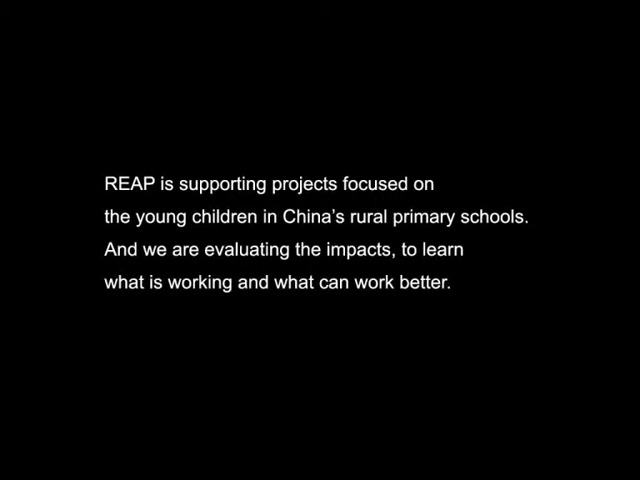 REAP is supporting projects focused on
the young children in China's rural primary schools.
And we are evaluating the impacts, to learn
what is working and what can work better.